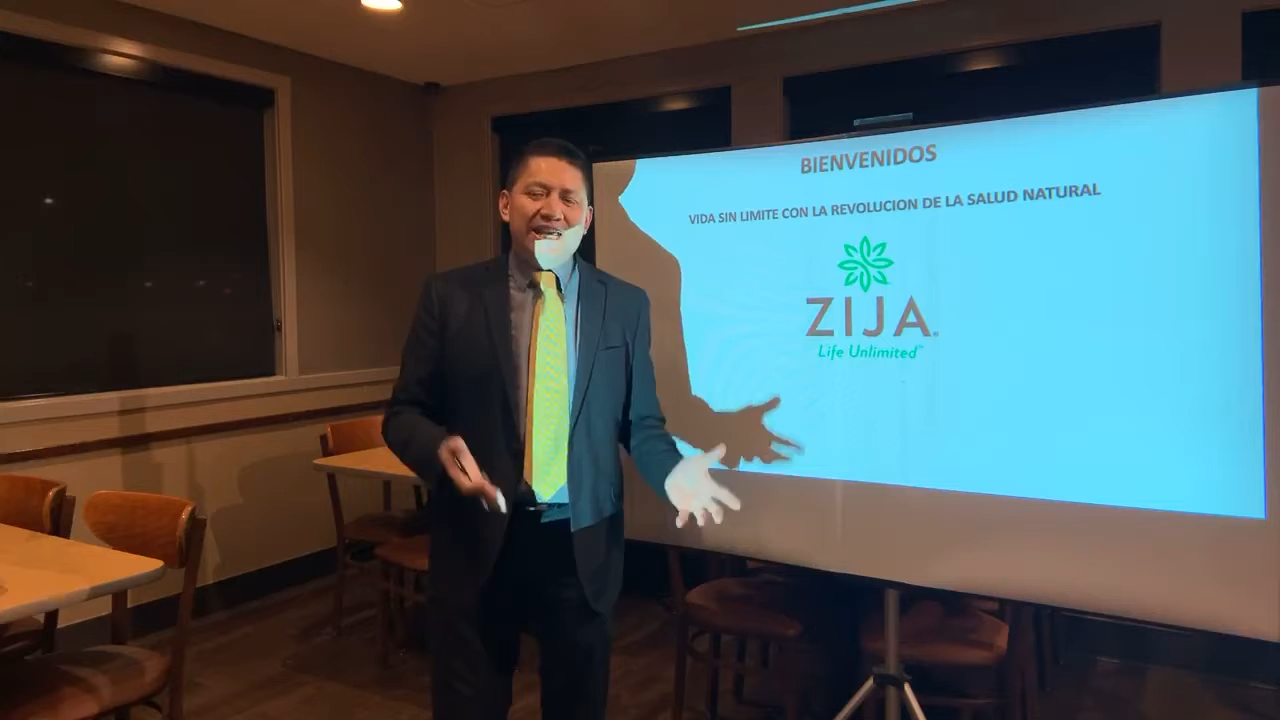 BIENVENIDOS
VIDA SIN LIMITE CON LA REVOLUCION DE LA SALUD NATURAL
ZIJA®
Life Unlimited™